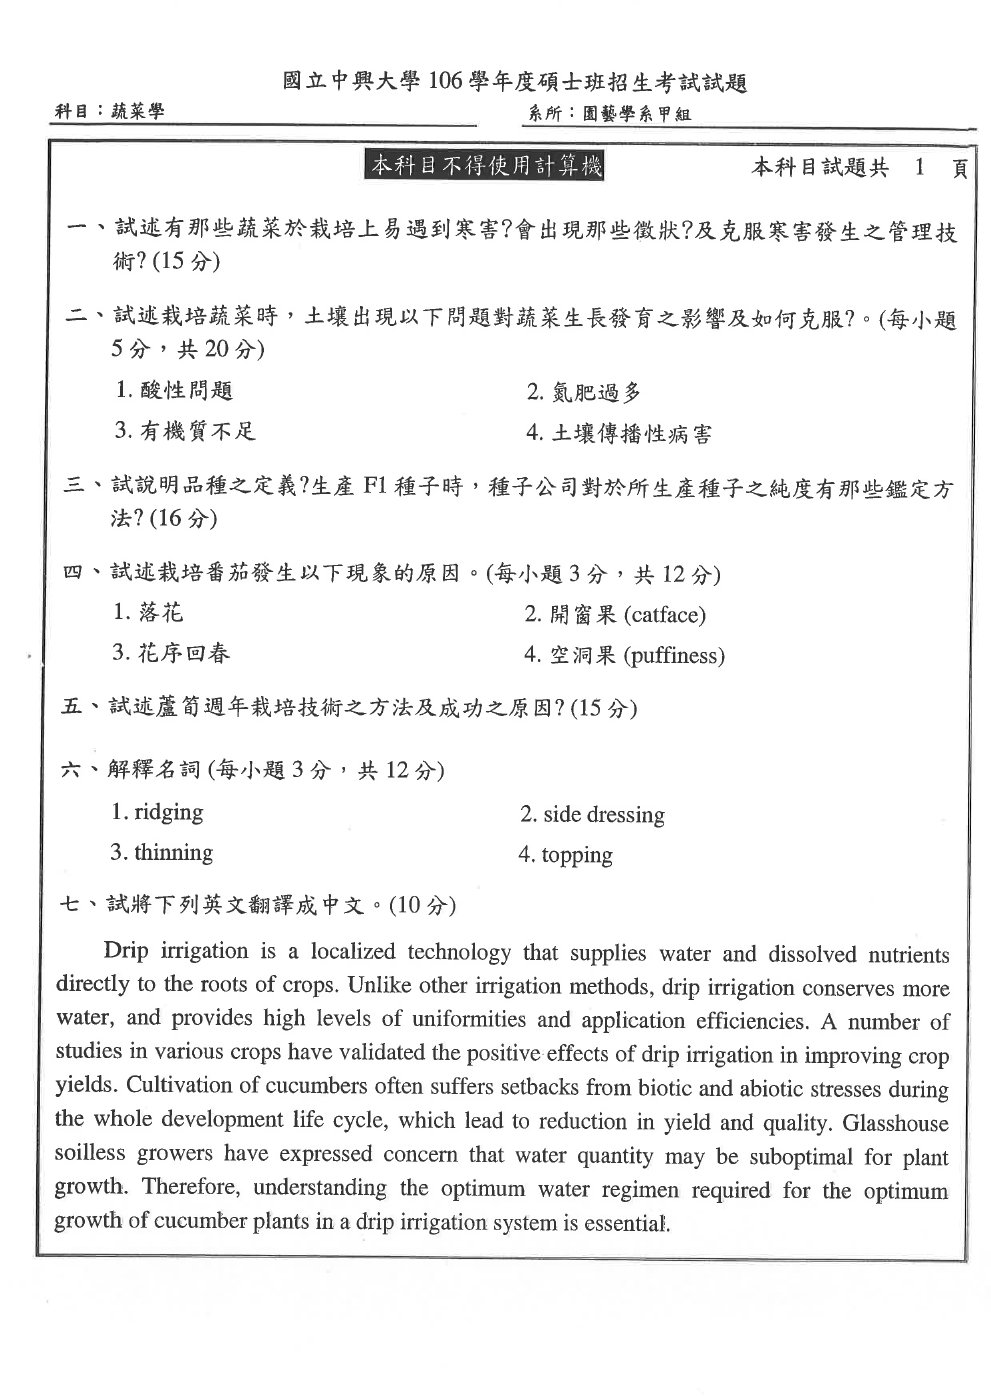 國立中興大學 106 學年度碩士班招生考試試題
科目：蔬菜學 系所：園藝學系甲組
本科目不得使用計算機 本科目試題共 1 頁
一、試述有那些蔬菜於栽培上易遇到寒害?會出現那些徵狀?及克服寒害發生之管理技
術? (15 分)
二、試述栽培蔬菜時，土壤出現以下問題對蔬菜生長發育之影響及如何克服?。(每小題
5 分，共 20 分)
1. 酸性問題 2. 氮肥過多
3. 有機質不足 4. 土壤傳播性病害
三、試說明品種之定義?生產 F1 種子時，種子公司對於所生產種子之純度有那些鑑定方
法? (16 分)
四、試述栽培番茄發生以下現象的原因。(每小題 3 分，共 12 分)
1. 落花 2. 開窗果 (catface)
3. 花序回春 4. 空洞果 (puffiness)
五、試述蘆筍週年栽培技術之方法及成功之原因? (15 分)
六、解釋名詞 (每小題 3 分，共 12 分)
1. ridging 2. side dressing
3. thinning 4. topping
七、試將下列英文翻譯成中文。(10 分)
Drip irrigation is a localized technology that supplies water and dissolved nutrients
directly to the roots of crops. Unlike other irrigation methods, drip irrigation conserves more
water, and provides high levels of uniformities and application efficiencies. A number of
studies in various crops have validated the positive effects of drip irrigation in improving crop
yields. Cultivation of cucumbers often suffers setbacks from biotic and abiotic stresses during
the whole development life cycle, which lead to reduction in yield and quality. Glasshouse
soilless growers have expressed concern that water quantity may be suboptimal for plant
growth. Therefore, understanding the optimum water regimen required for the optimum
growth of cucumber plants in a drip irrigation system is essential.